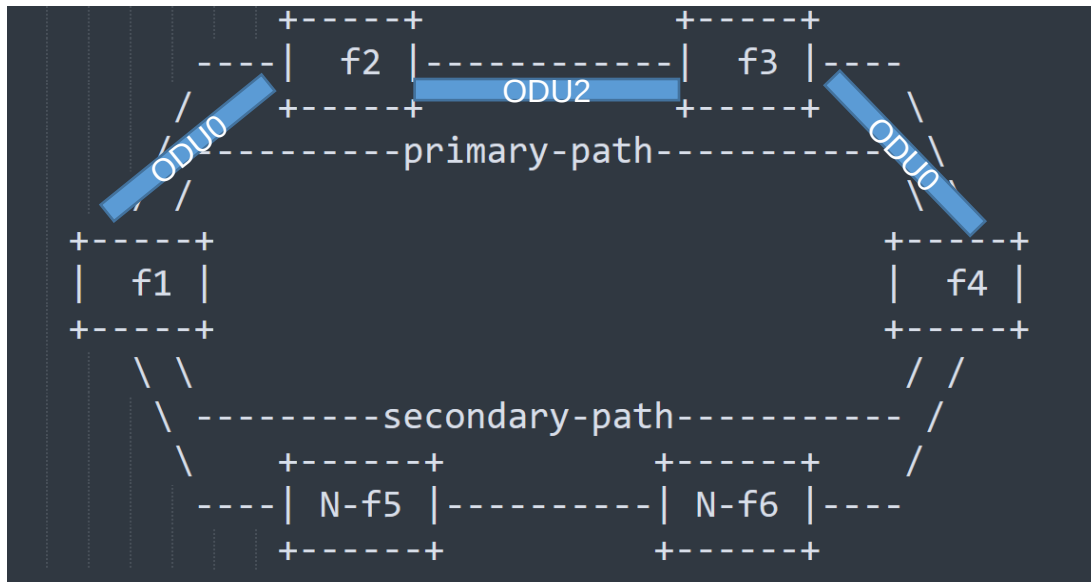 f2
f3
ODU2
ODU0
ODU0
primary-path
f1
f4
secondary-path
N-f5
N-f6